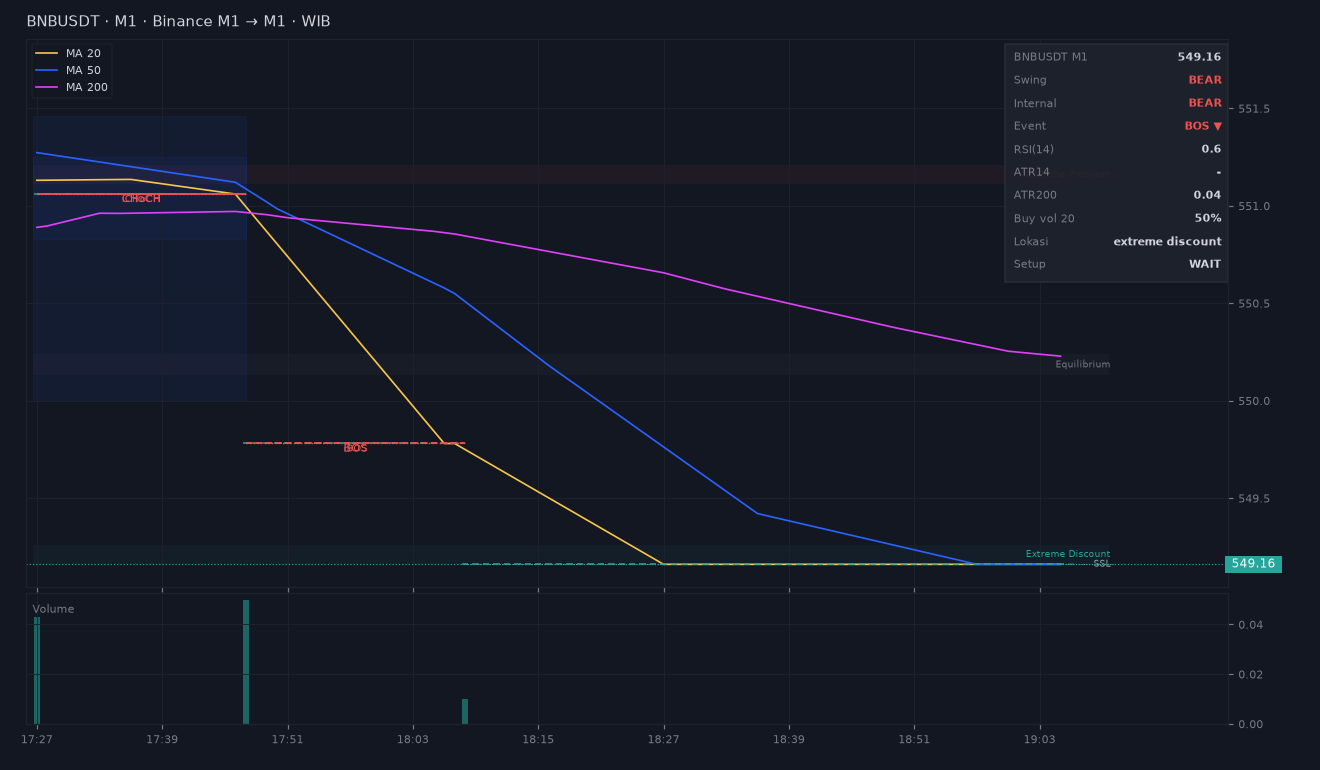 BNBUSDT · M1 · Binance M1 → M1 · WIB
MA 20
MA 50
MA 200
BNBUSDT M1 549.16
Swing BEAR
Internal BEAR
Event BOS ▼
RSI(14) 0.6
ATR14 -
ATR200 0.04
Buy vol 20 50%
Lokasi extreme discount
Setup WAIT
551.5
551.0
550.5
550.0
549.5
549.16
CHoCH
BOS
Equilibrium
Extreme Discount
SSL
Volume
0.04
0.02
0.00
17:27 17:39 17:51 18:03 18:15 18:27 18:39 18:51 19:03